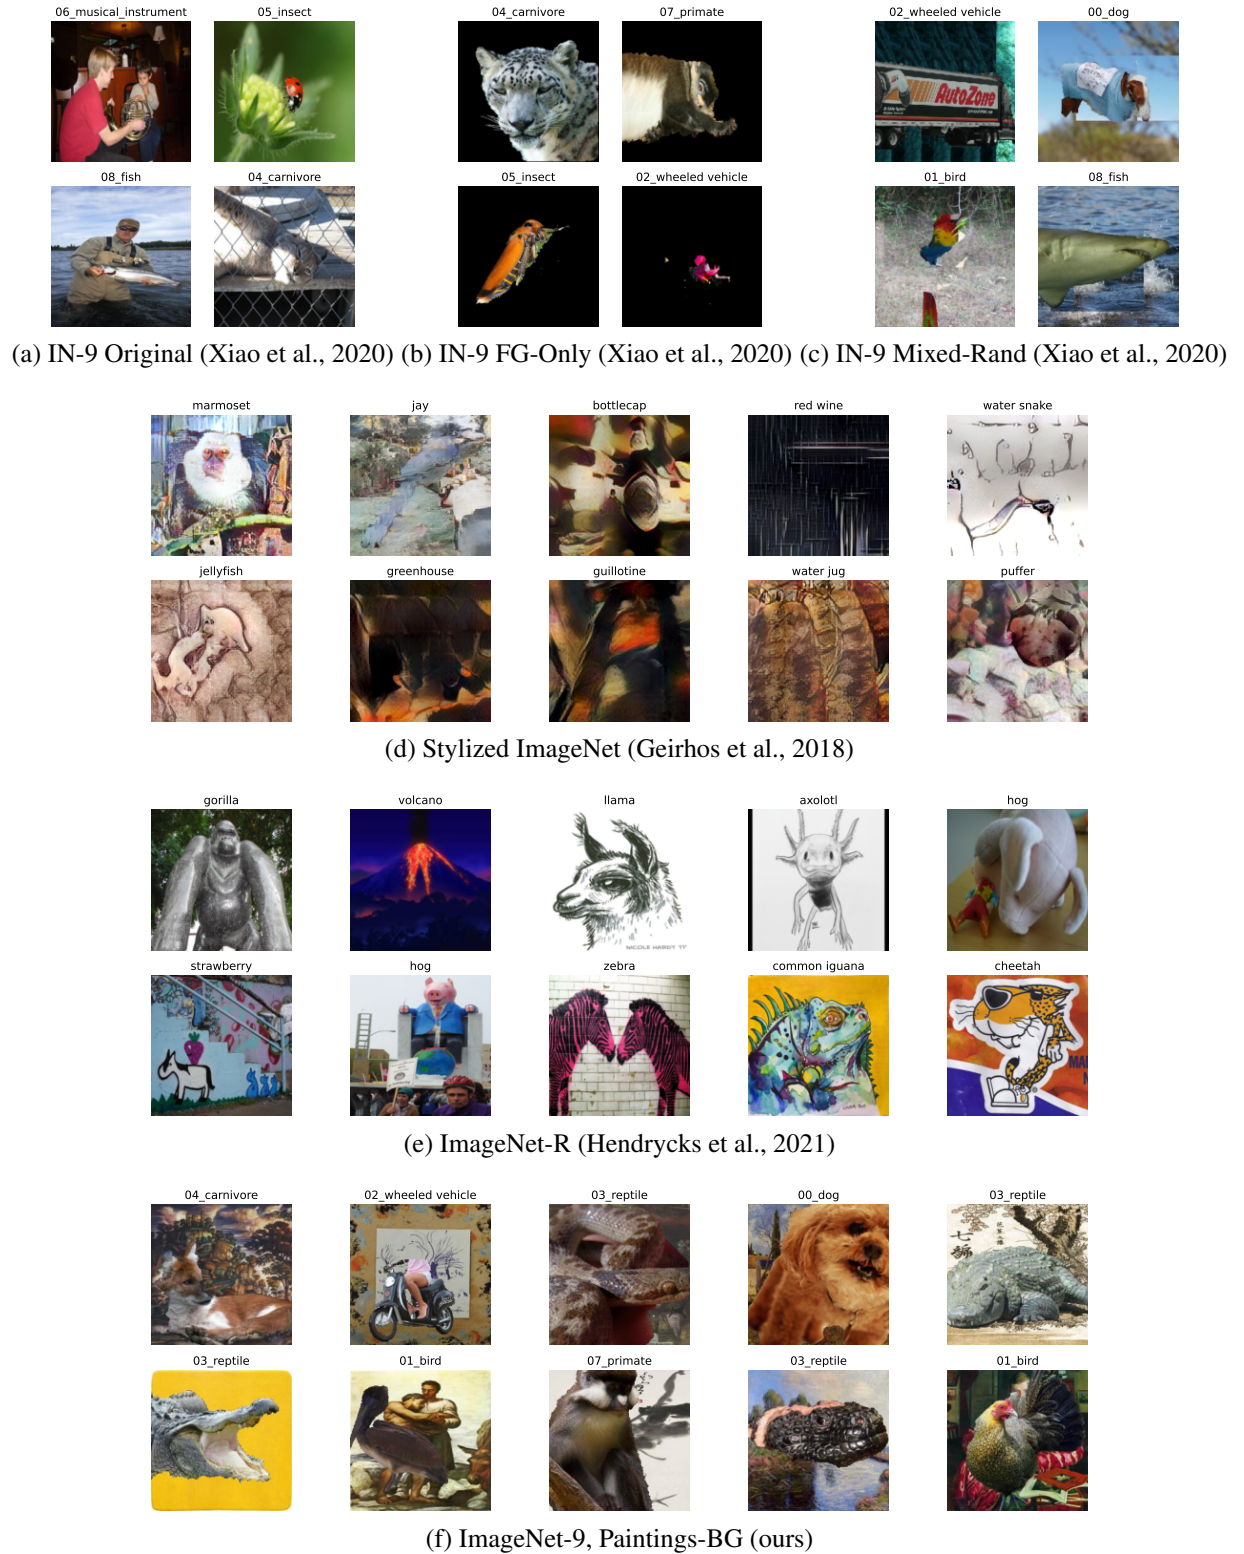 06_musical_instrument 05_insect 04_carnivore 07_primate 02_wheeled vehicle 00_dog
AutoZone
08_fish 04_carnivore 05_insect 02_wheeled vehicle 01_bird 08_fish
(a) IN-9 Original (Xiao et al., 2020) (b) IN-9 FG-Only (Xiao et al., 2020) (c) IN-9 Mixed-Rand (Xiao et al., 2020)
marmoset jay bottlecap red wine water snake
jellyfish greenhouse guillotine water jug puffer
(d) Stylized ImageNet (Geirhos et al., 2018)
gorilla volcano llama axolotl hog
NICOLE HARDY TF
strawberry hog zebra common iguana cheetah
(e) ImageNet-R (Hendrycks et al., 2021)
04_carnivore 02_wheeled vehicle 03_reptile 00_dog 03_reptile
03_reptile 01_bird 07_primate 03_reptile 01_bird
(f) ImageNet-9, Paintings-BG (ours)